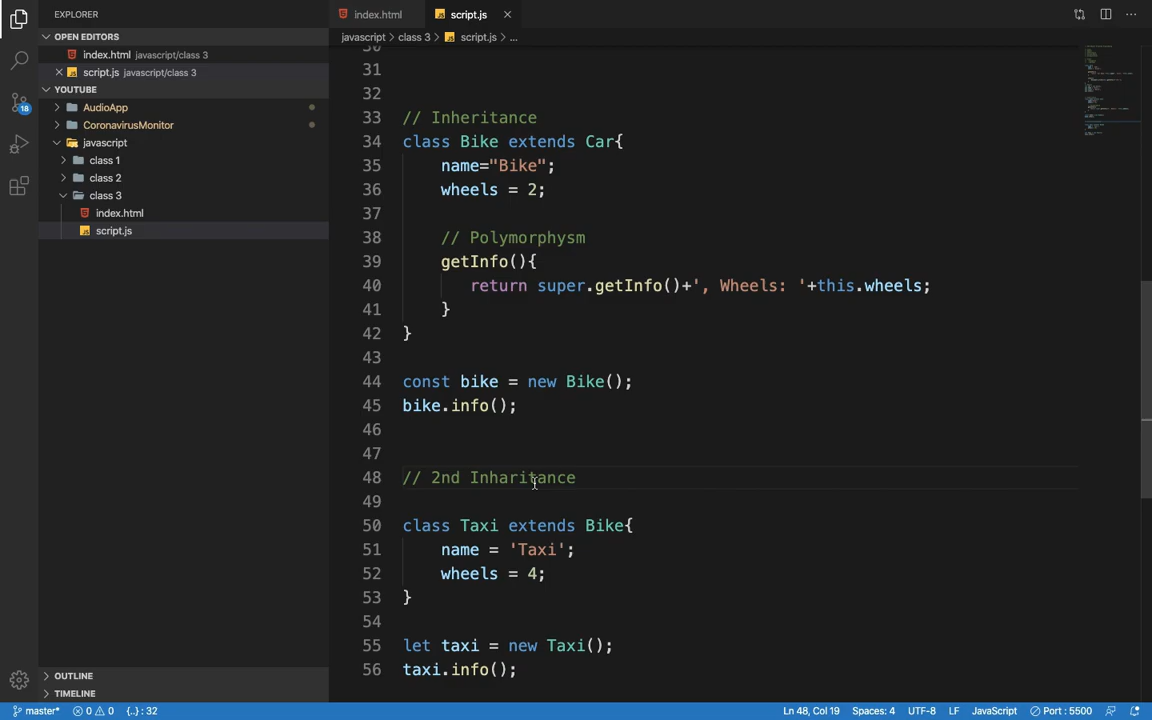 EXPLORER
OPEN EDITORS
index.html javascript/class 3
script.js javascript/class 3
YOUTUBE
AudioApp
CoronavirusMonitor
javascript
class 1
class 2
class 3
index.html
script.js
OUTLINE
TIMELINE
18
index.html
script.js
javascript > class 3 > script.js > ...
30
31
32
33 // Inheritance
34 class Bike extends Car{
35 name="Bike";
36 wheels = 2;
37
38 // Polymorphysm
39 getInfo(){
40 return super.getInfo()+', Wheels: '+this.wheels;
41 }
42 }
43
44 const bike = new Bike();
45 bike.info();
46
47
48 // 2nd Inharitance
49
50 class Taxi extends Bike{
51 name = 'Taxi';
52 wheels = 4;
53 }
54
55 let taxi = new Taxi();
56 taxi.info();
master* 0 0 {..} : 32 Ln 48, Col 19 Spaces: 4 UTF-8 LF JavaScript Port : 5500